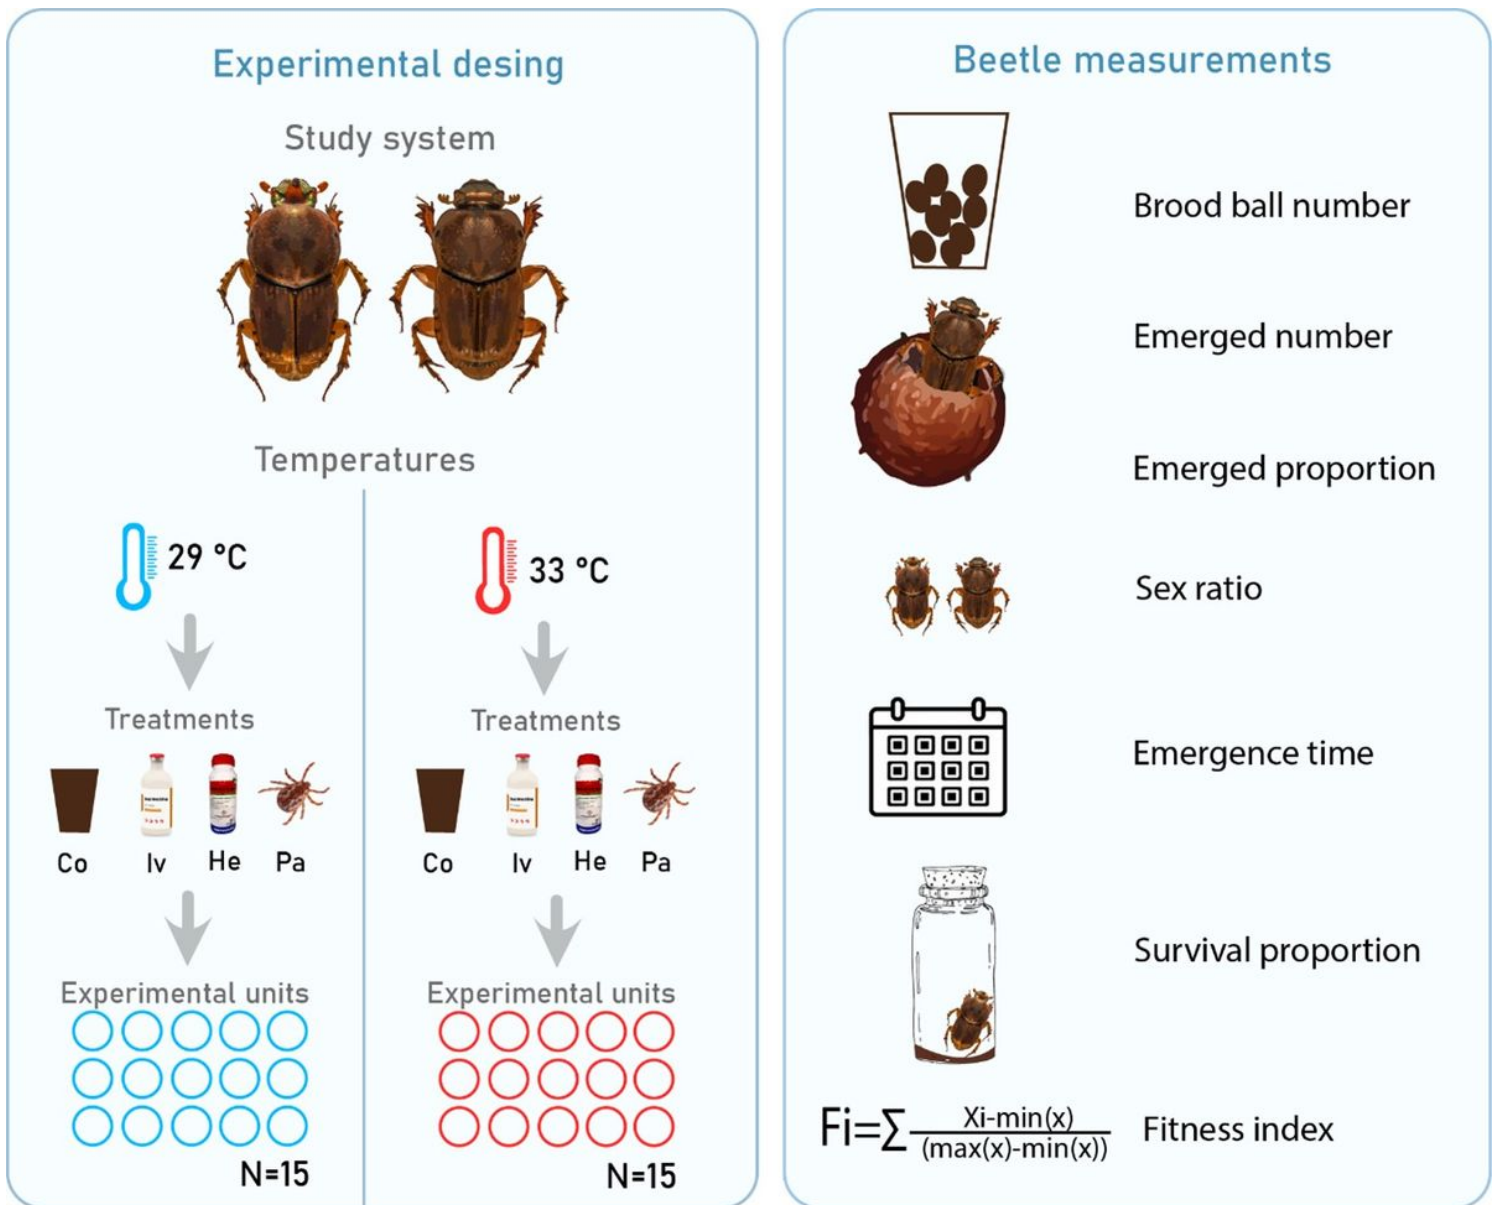 Experimental desing
Study system
Temperatures
29 °C
Treatments
Co Iv He Pa
Experimental units
N=15
33 °C
Treatments
Co Iv He Pa
Experimental units
N=15
Beetle measurements
Brood ball number
Emerged number
Emerged proportion
Sex ratio
Emergence time
Survival proportion
Fi=∑ Xi-min(x)
(max(x)-min(x))
Fitness index